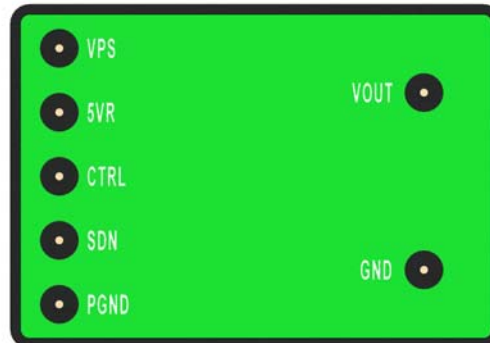 VPS
5VR
CTRL
SDN
PGND
VOUT
GND